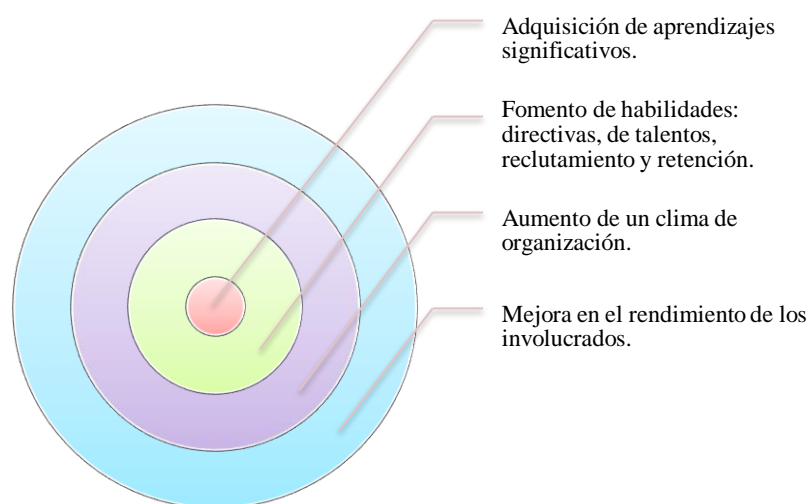 Adquisición de aprendizajes
significativos.
Fomento de habilidades:
directivas, de talentos,
reclutamiento y retención.
Aumento de un clima de
organización.
Mejora en el rendimiento de los
involucrados.